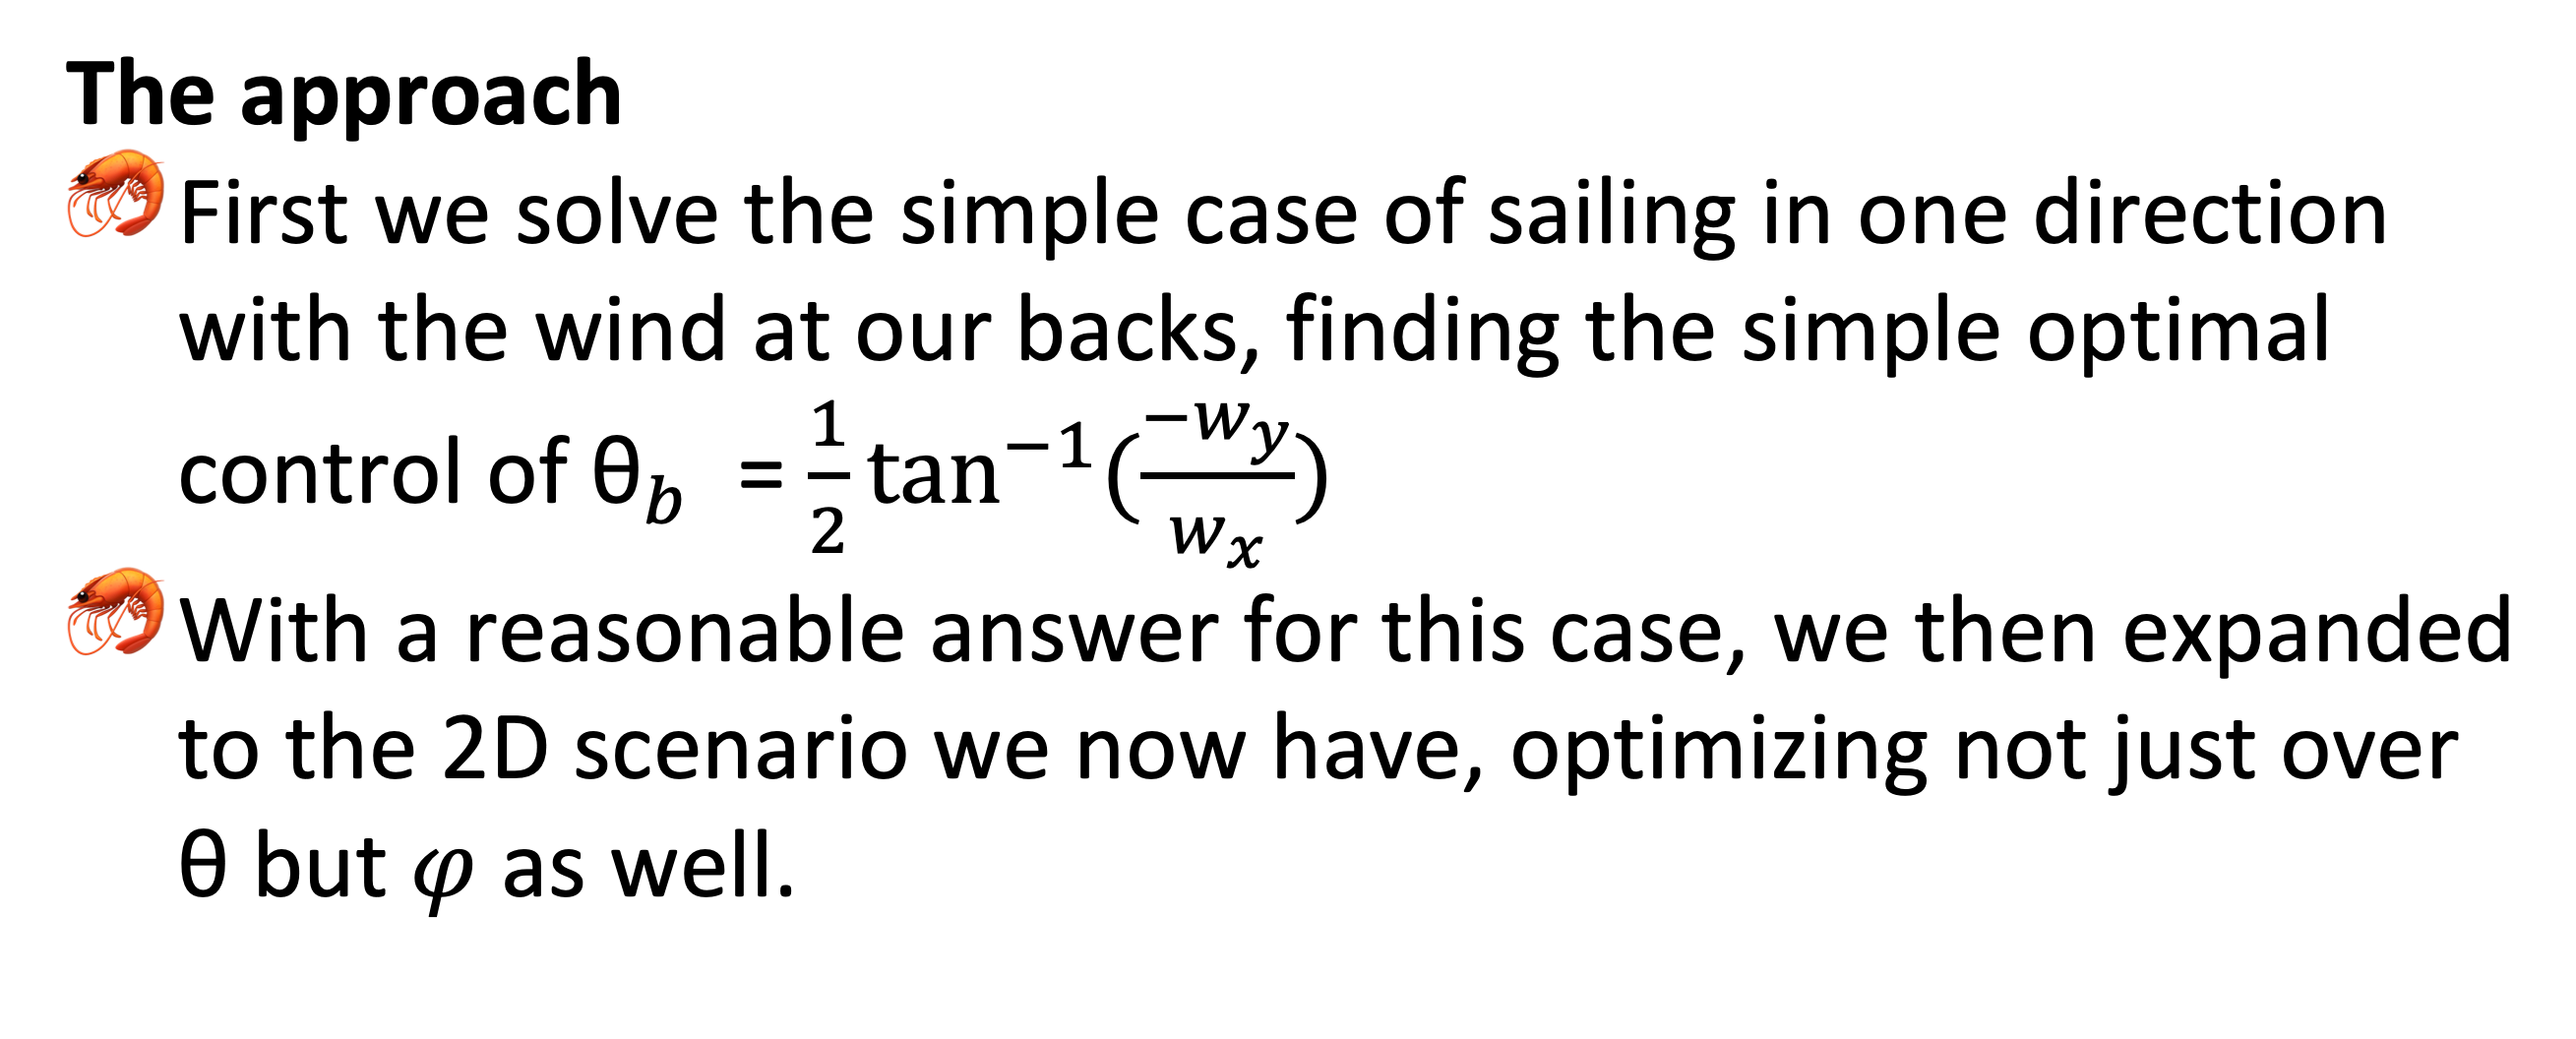 The approach
🦐 First we solve the simple case of sailing in one direction
with the wind at our backs, finding the simple optimal
control of θ_b = \frac{1}{2} \tan^{-1}(\frac{-w_y}{w_x})
🦐 With a reasonable answer for this case, we then expanded
to the 2D scenario we now have, optimizing not just over
θ but φ as well.